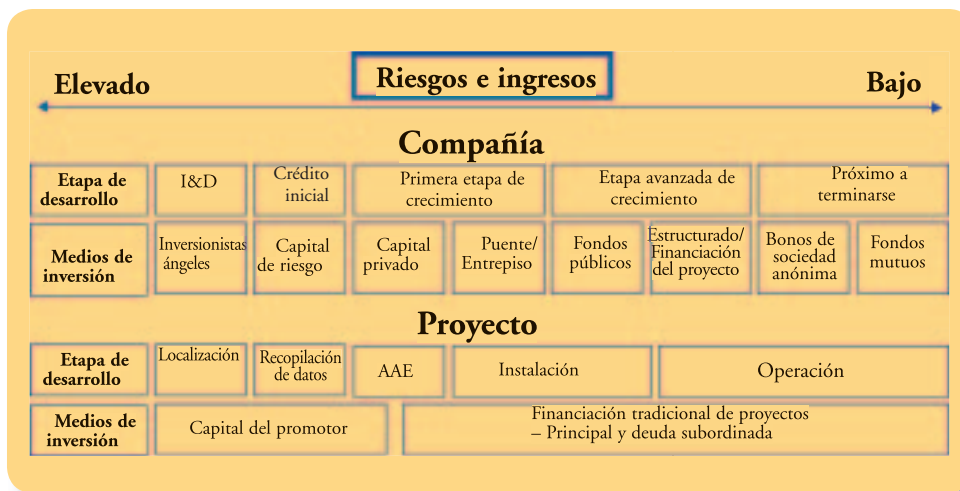 Elevado
Riesgos e ingresos
Bajo
Compañía
Etapa de
desarrollo
I&D
Crédito
inicial
Primera etapa de
crecimiento
Etapa avanzada de
crecimiento
Próximo a
terminarse
Medios de
inversión
Inversionistas
ángeles
Capital
de riesgo
Capital
privado
Puente/
Entrepiso
Fondos
públicos
Estructurado/
Financiación
del proyecto
Bonos de
sociedad
anónima
Fondos
mutuos
Proyecto
Etapa de
desarrollo
Localización
Recopilación
de datos
AAE
Instalación
Operación
Medios de
inversión
Capital del promotor
Financiación tradicional de proyectos
– Principal y deuda subordinada